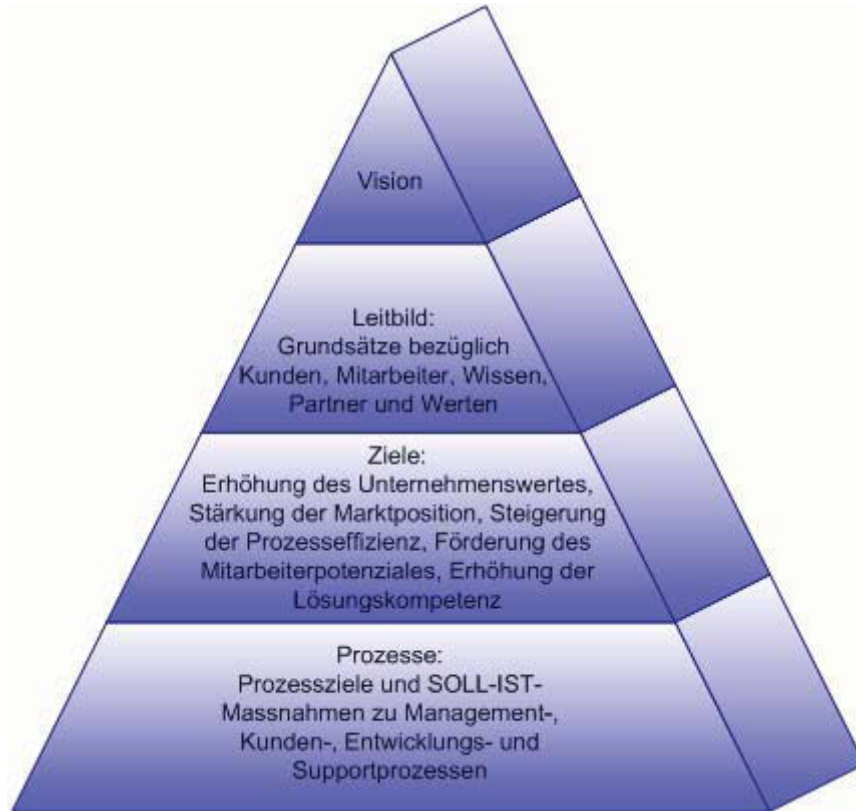 Vision
Leitbild:
Grundsätze bezüglich
Kunden, Mitarbeiter, Wissen,
Partner und Werten
Ziele:
Erhöhung des Unternehmenswertes,
Stärkung der Marktposition, Steigerung
der Prozesseffizienz, Förderung des
Mitarbeiterpotenziales, Erhöhung der
Lösungskompetenz
Prozesse:
Prozessziele und SOLL-IST-
Massnahmen zu Management-,
Kunden-, Entwicklungs- und
Supportprozessen